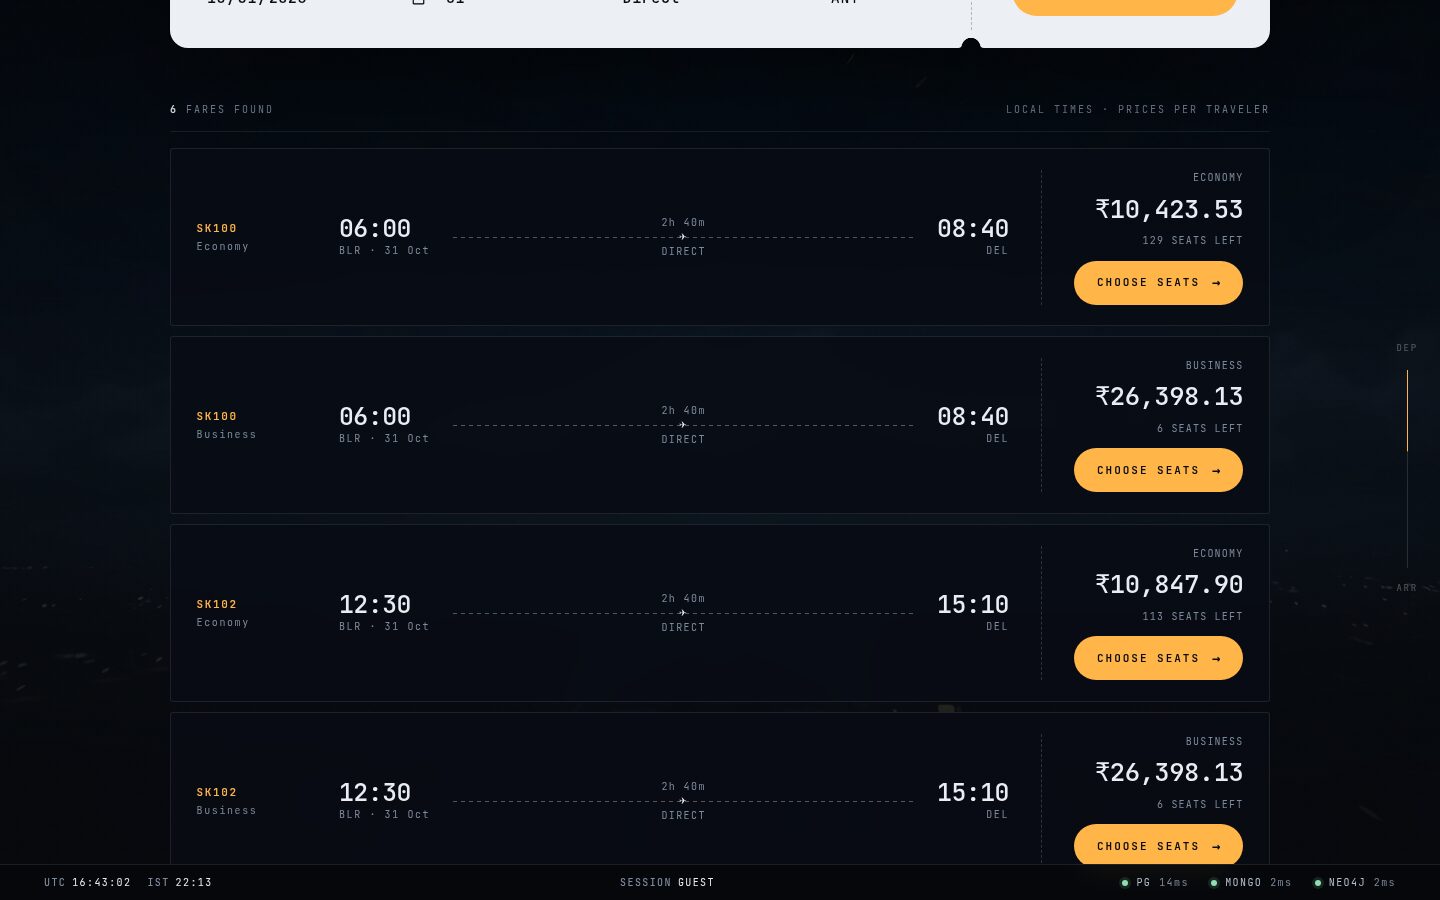 6 FARES FOUND
LOCAL TIMES · PRICES PER TRAVELER
SK100
Economy
06:00
BLR · 31 Oct
2h 40m
DIRECT
08:40
DEL
ECONOMY
₹10,423.53
129 SEATS LEFT
CHOOSE SEATS →
SK100
Business
06:00
BLR · 31 Oct
2h 40m
DIRECT
08:40
DEL
BUSINESS
₹26,398.13
6 SEATS LEFT
CHOOSE SEATS →
SK102
Economy
12:30
BLR · 31 Oct
2h 40m
DIRECT
15:10
DEL
ECONOMY
₹10,847.90
113 SEATS LEFT
CHOOSE SEATS →
SK102
Business
12:30
BLR · 31 Oct
2h 40m
DIRECT
15:10
DEL
BUSINESS
₹26,398.13
6 SEATS LEFT
CHOOSE SEATS →
DEP
ARR
UTC 16:43:02 IST 22:13
SESSION GUEST
PG 14ms MONGO 2ms NEO4J 2ms